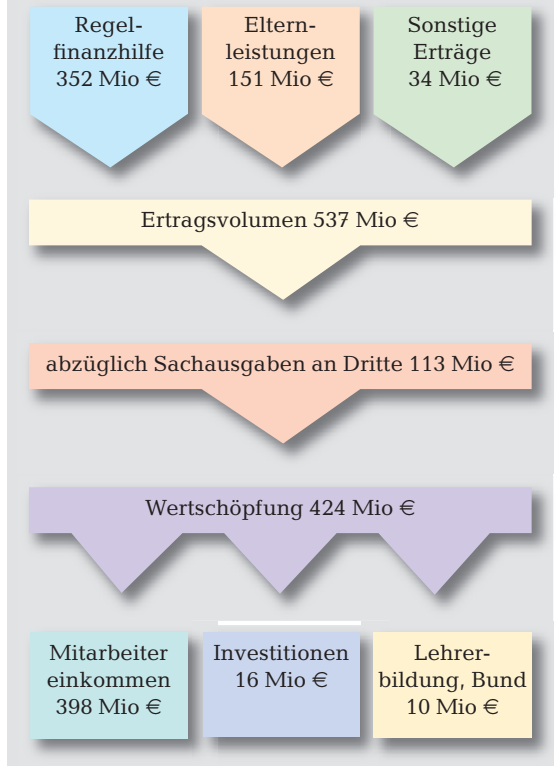 Regel-
finanzhilfe
352 Mio €
Eltern-
leistungen
151 Mio €
Sonstige
Erträge
34 Mio €
Ertragsvolumen 537 Mio €
abzüglich Sachausgaben an Dritte 113 Mio €
Wertschöpfung 424 Mio €
Mitarbeiter
einkommen
398 Mio €
Investitionen
16 Mio €
Lehrer-
bildung, Bund
10 Mio €